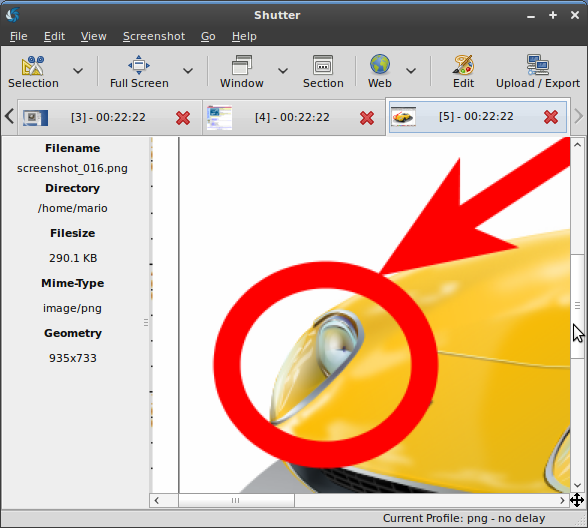 Shutter
File Edit View Screenshot Go Help
Selection Full Screen Window Section Web Edit Upload / Export
[3] - 00:22:22 [4] - 00:22:22 [5] - 00:22:22
Filename
screenshot_016.png
Directory
/home/mario
Filesize
290.1 KB
Mime-Type
image/png
Geometry
935x733
Current Profile: png - no delay